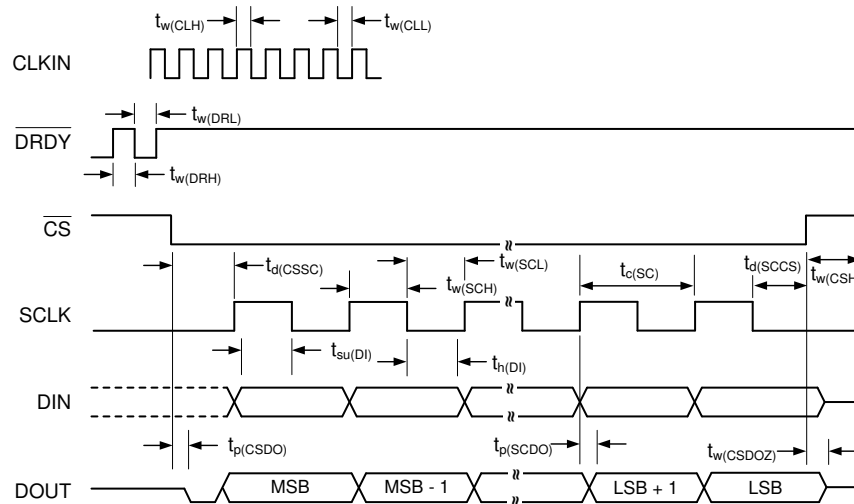 tw(CLH)
tw(CLL)
CLKIN
tw(DRL)
DRDY
tw(DRH)
CS
td(CSSC)
tw(SCL)
tc(SC)
td(SCCS)
tw(SCH)
tw(CSH
SCLK
tsu(DI)
th(DI)
DIN
tp(CSDO)
tp(SCDO)
tw(CSDOZ)
DOUT
MSB
MSB - 1
LSB + 1
LSB